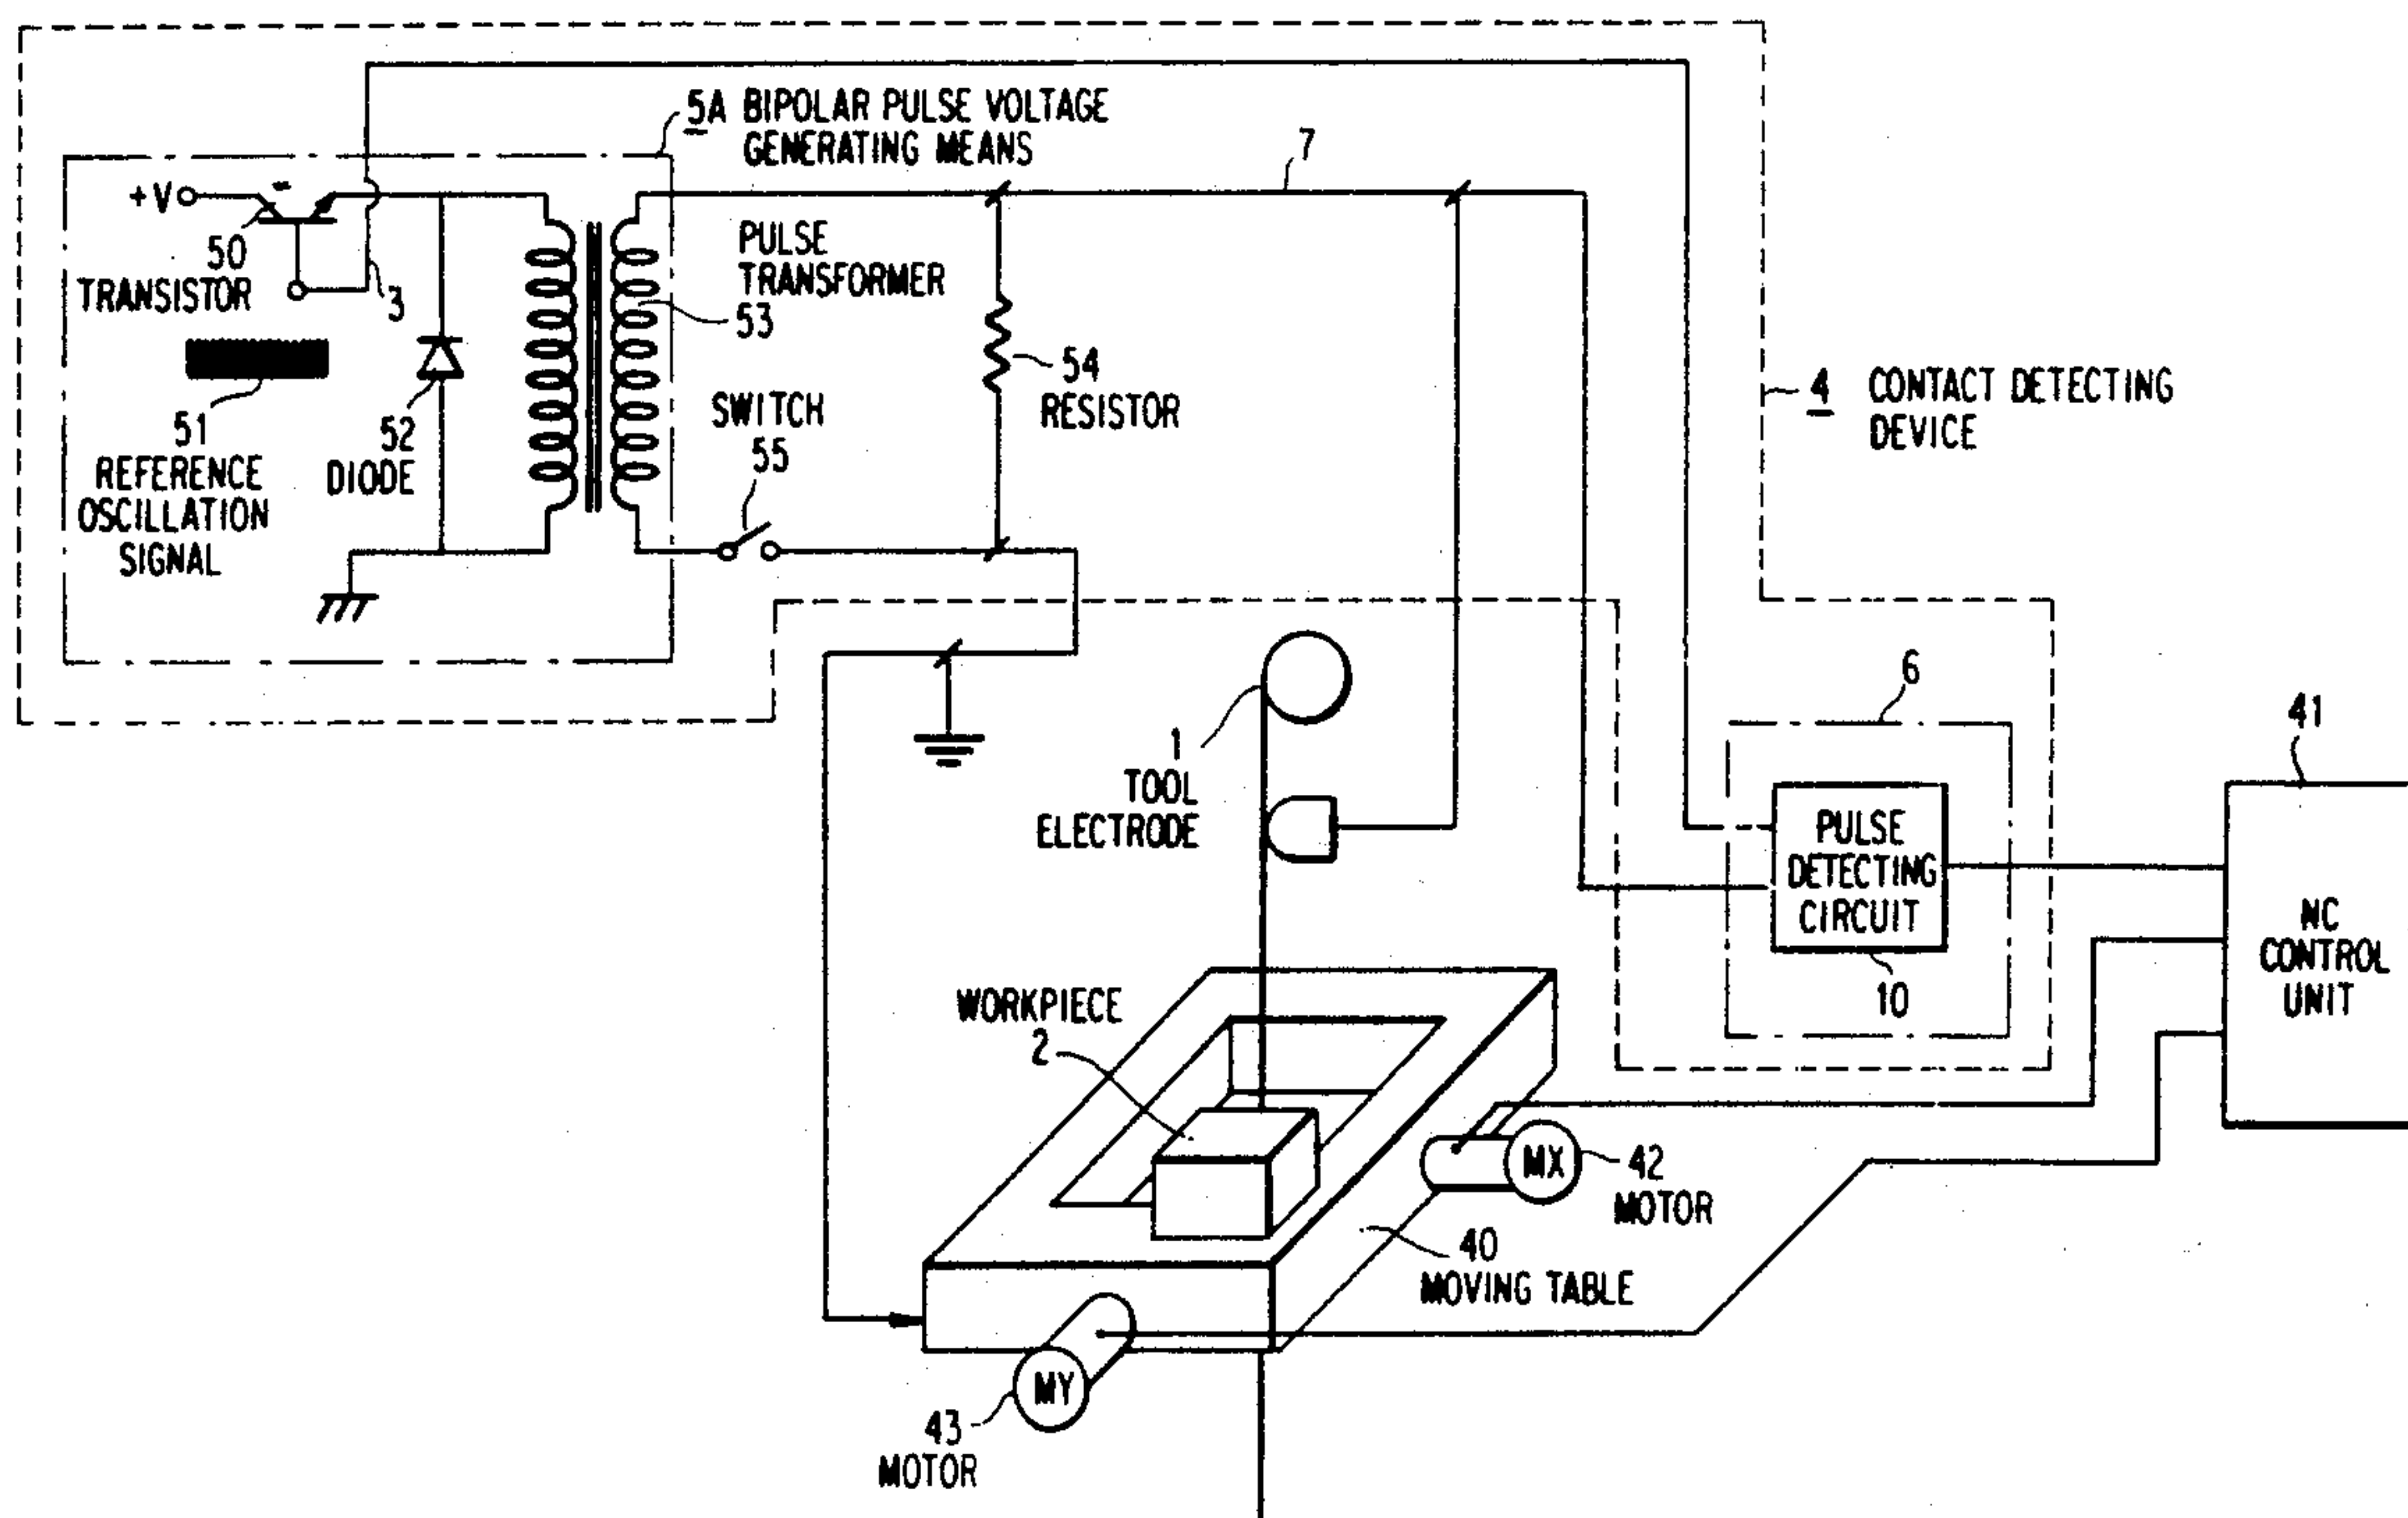 5A BIPOLAR PULSE VOLTAGE
GENERATING MEANS
7
+V
50
TRANSISTOR
3
PULSE
TRANSFORMER
53
54
RESISTOR
SWITCH
55
51
REFERENCE
OSCILLATION
SIGNAL
52
DIODE
4 CONTACT DETECTING
DEVICE
1
TOOL
ELECTRODE
6
41
PULSE
DETECTING
CIRCUIT
10
NC
CONTROL
UNIT
WORKPIECE
2
MX
42
MOTOR
40
MOVING TABLE
MY
43
MOTOR